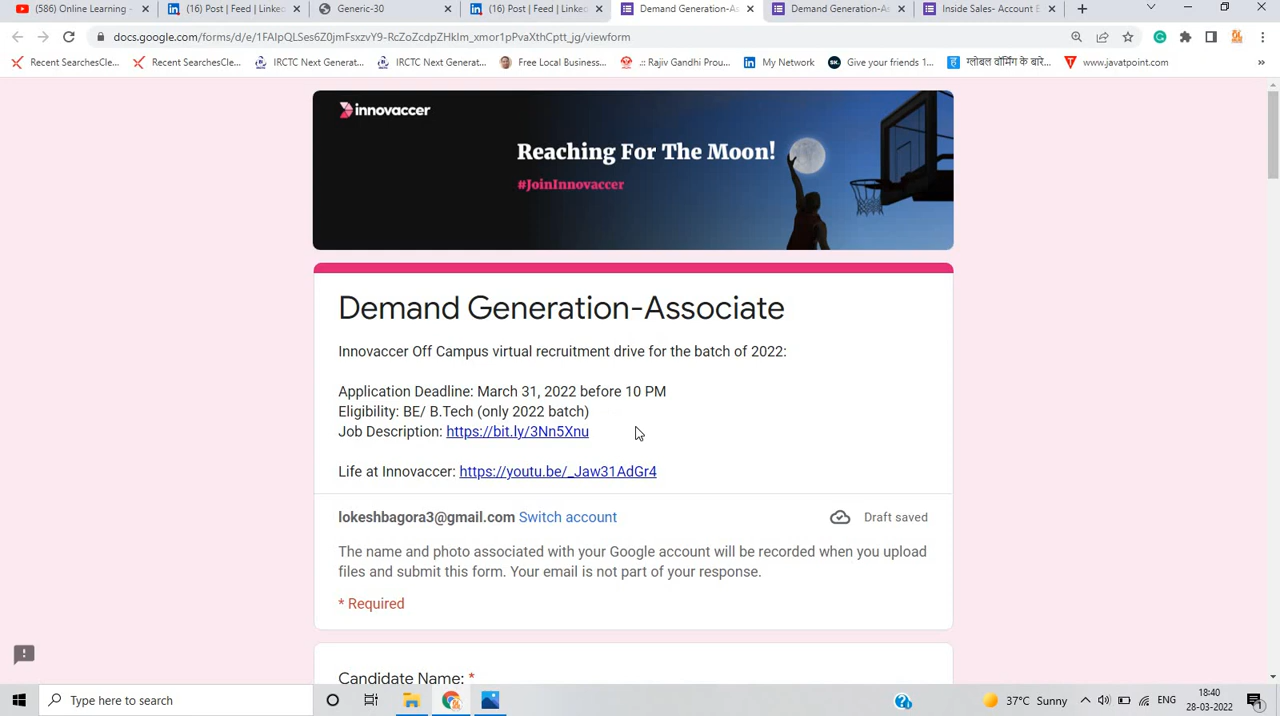 (586) Online Learning -
(16) Post | Feed | Linke
Generic-30
(16) Post | Feed | Linke
Demand Generation-As
Demand Generation-As
Inside Sales- Account E
docs.google.com/forms/d/e/1FAIpQLSes6Z0jmFsxzvY9-RcZoZcdpZHklm_xmor1pPvaXthCptt_jg/viewform
Recent SearchesCle...
Recent SearchesCle...
IRCTC Next Generat...
IRCTC Next Generat...
Free Local Business...
.:: Rajiv Gandhi Prou...
My Network
Give your friends 1...
ग्लोबल वॉर्मिंग के बारे...
www.javatpoint.com
»
innovaccer
Reaching For The Moon!
#JoinInnovaccer
Demand Generation-Associate
Innovaccer Off Campus virtual recruitment drive for the batch of 2022:
Application Deadline: March 31, 2022 before 10 PM
Eligibility: BE/ B.Tech (only 2022 batch)
Job Description: https://bit.ly/3Nn5Xnu
Life at Innovaccer: https://youtu.be/_Jaw31AdGr4
lokeshbagora3@gmail.com Switch account
Draft saved
The name and photo associated with your Google account will be recorded when you upload
files and submit this form. Your email is not part of your response.
* Required
Candidate Name: *
Type here to search
37°C Sunny
ENG
18:40
28-03-2022